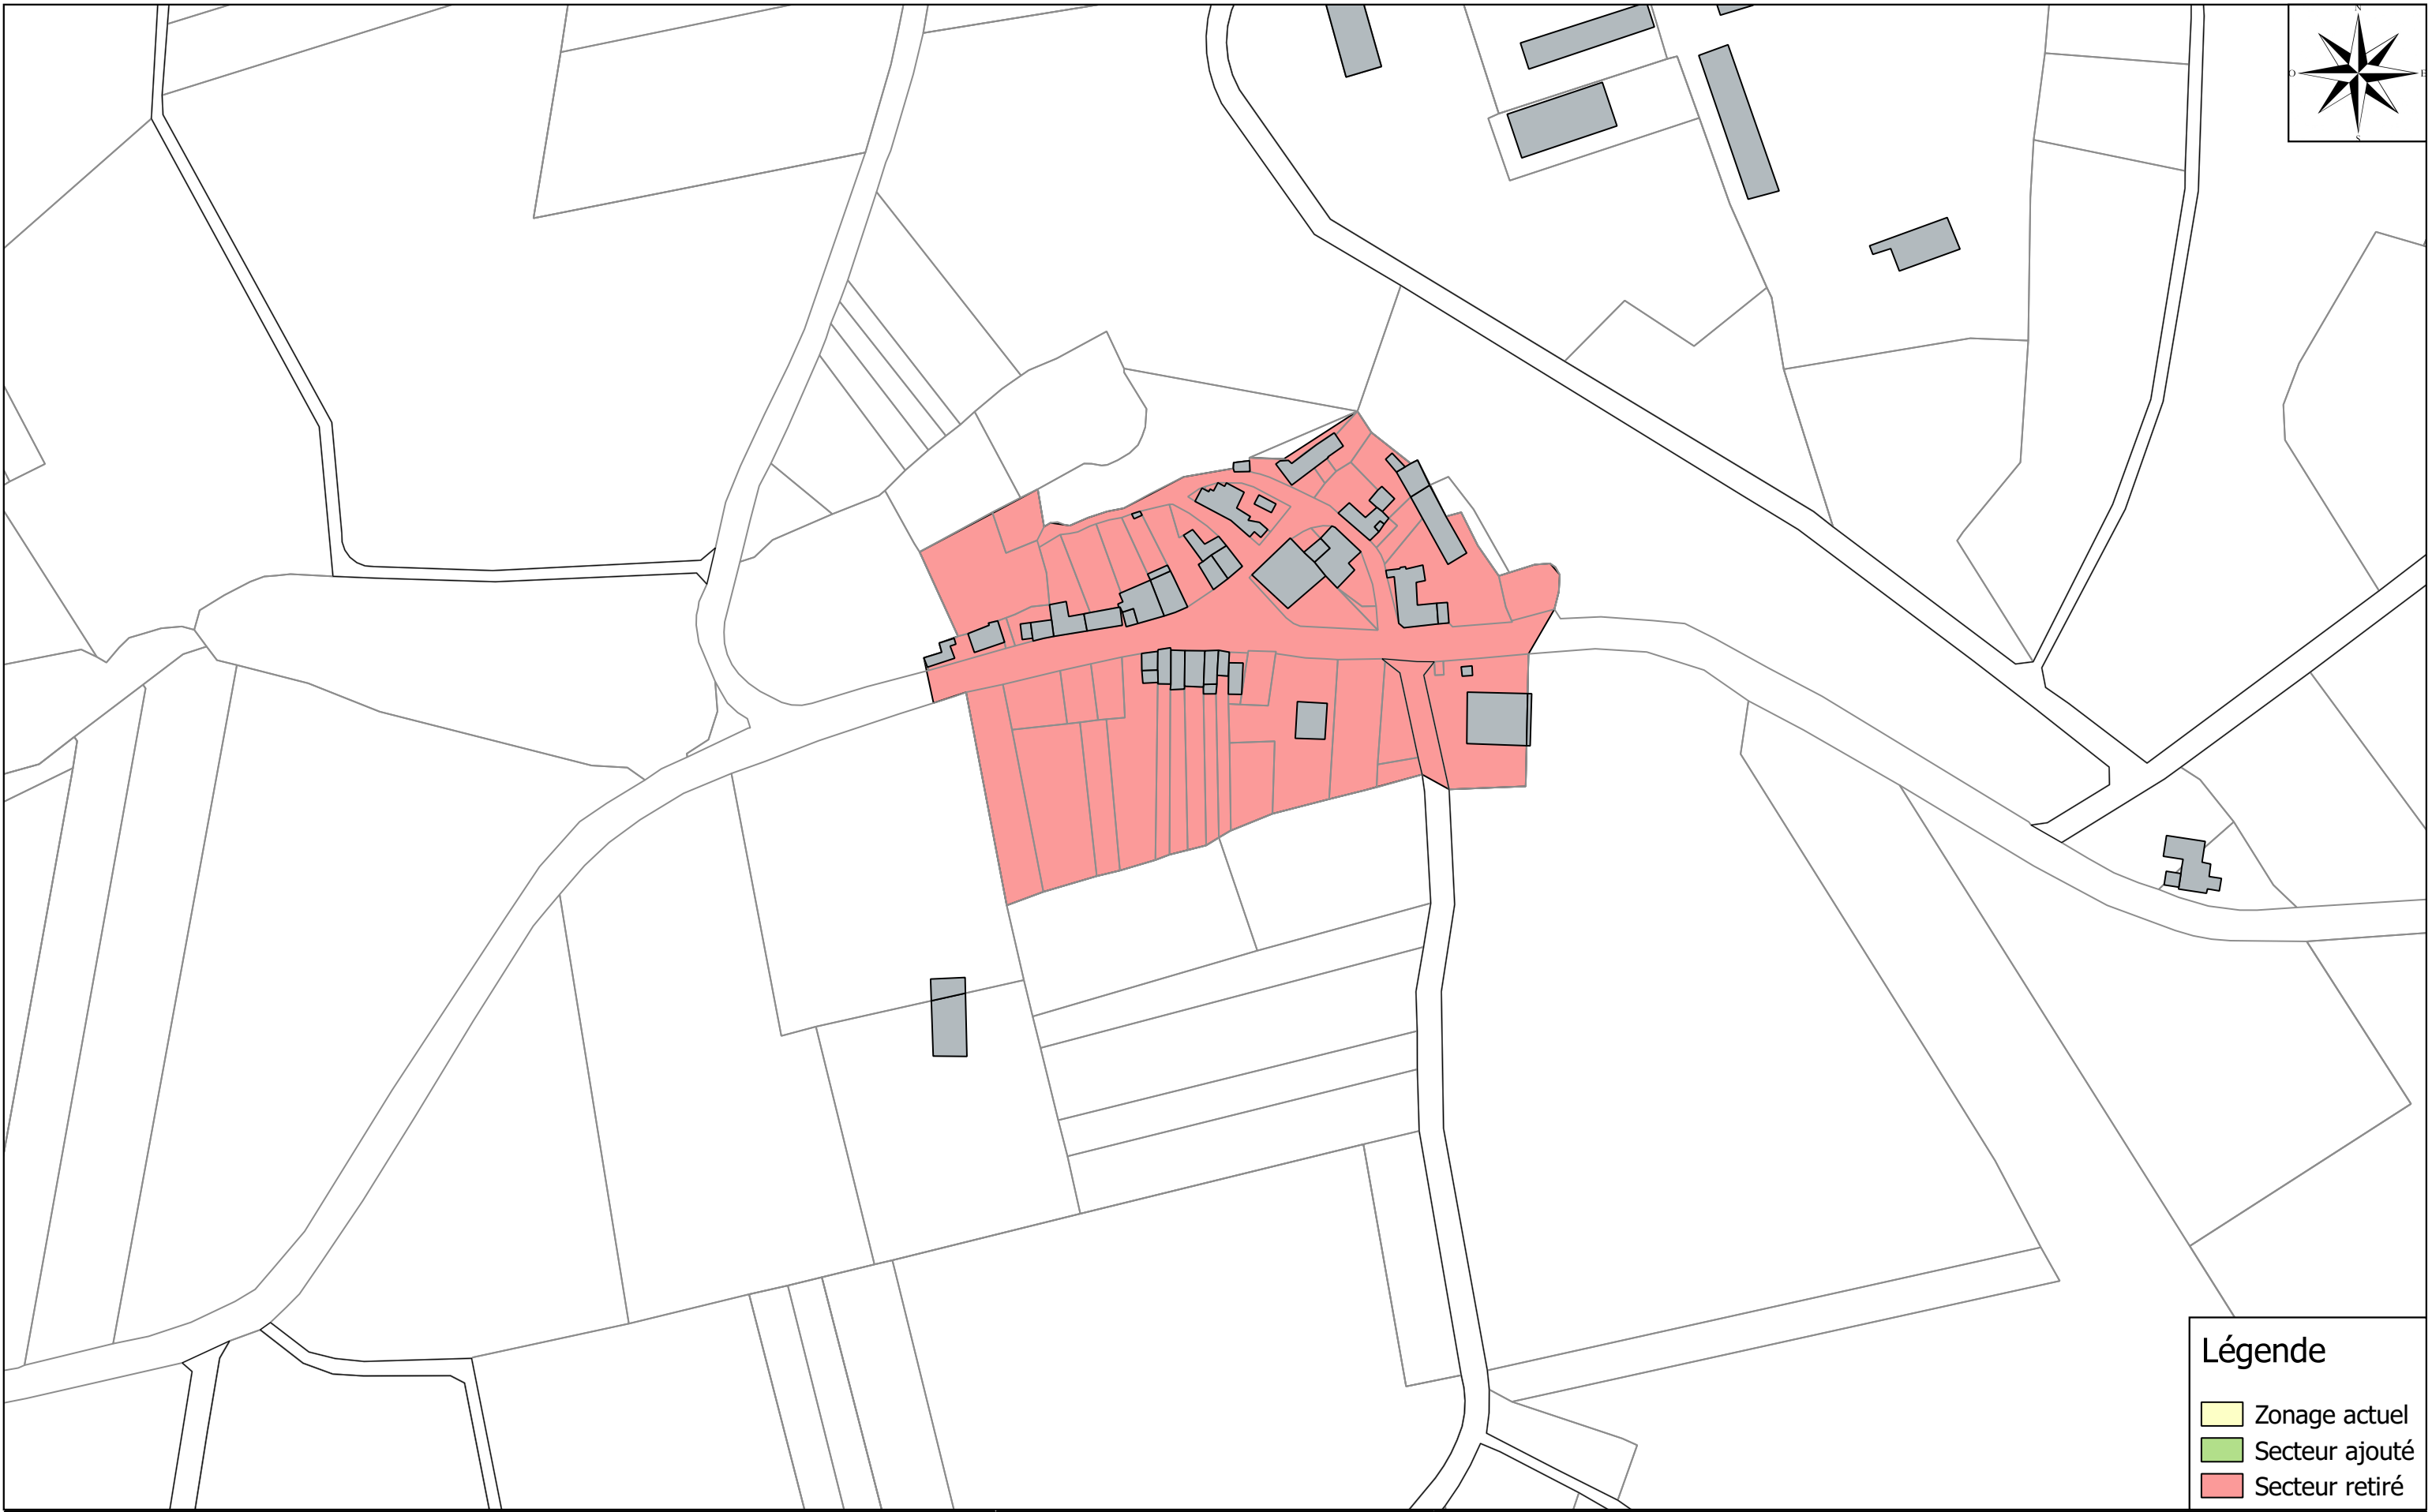 N
O
E
S
Légende
Zonage actuel
Secteur ajouté
Secteur retiré